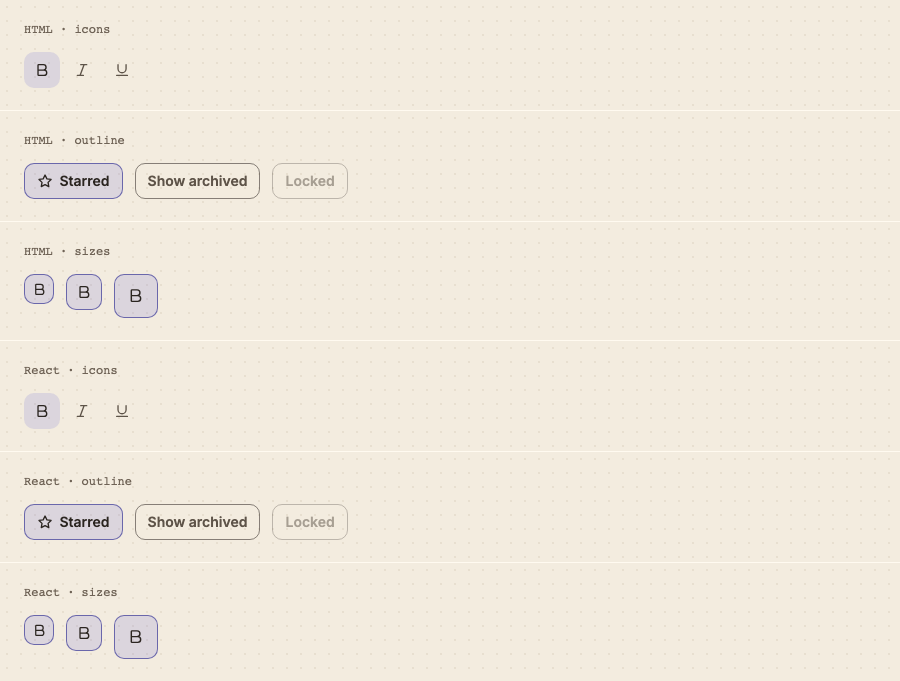 HTML · icons
B I U
HTML · outline
Starred Show archived Locked
HTML · sizes
B B B
React · icons
B I U
React · outline
Starred Show archived Locked
React · sizes
B B B